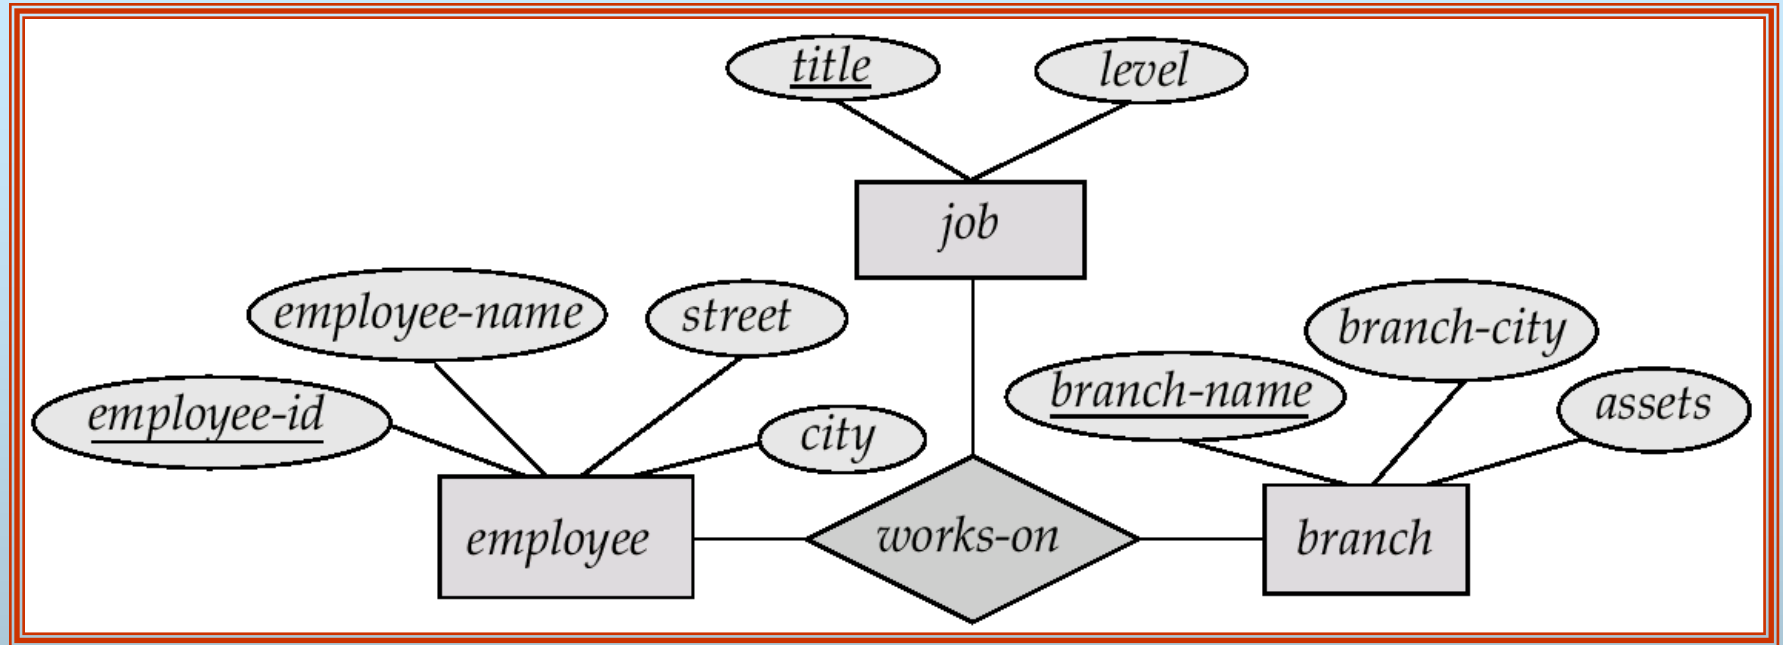 title
level
job
employee-name
street
branch-city
employee-id
city
branch-name
assets
employee
works-on
branch